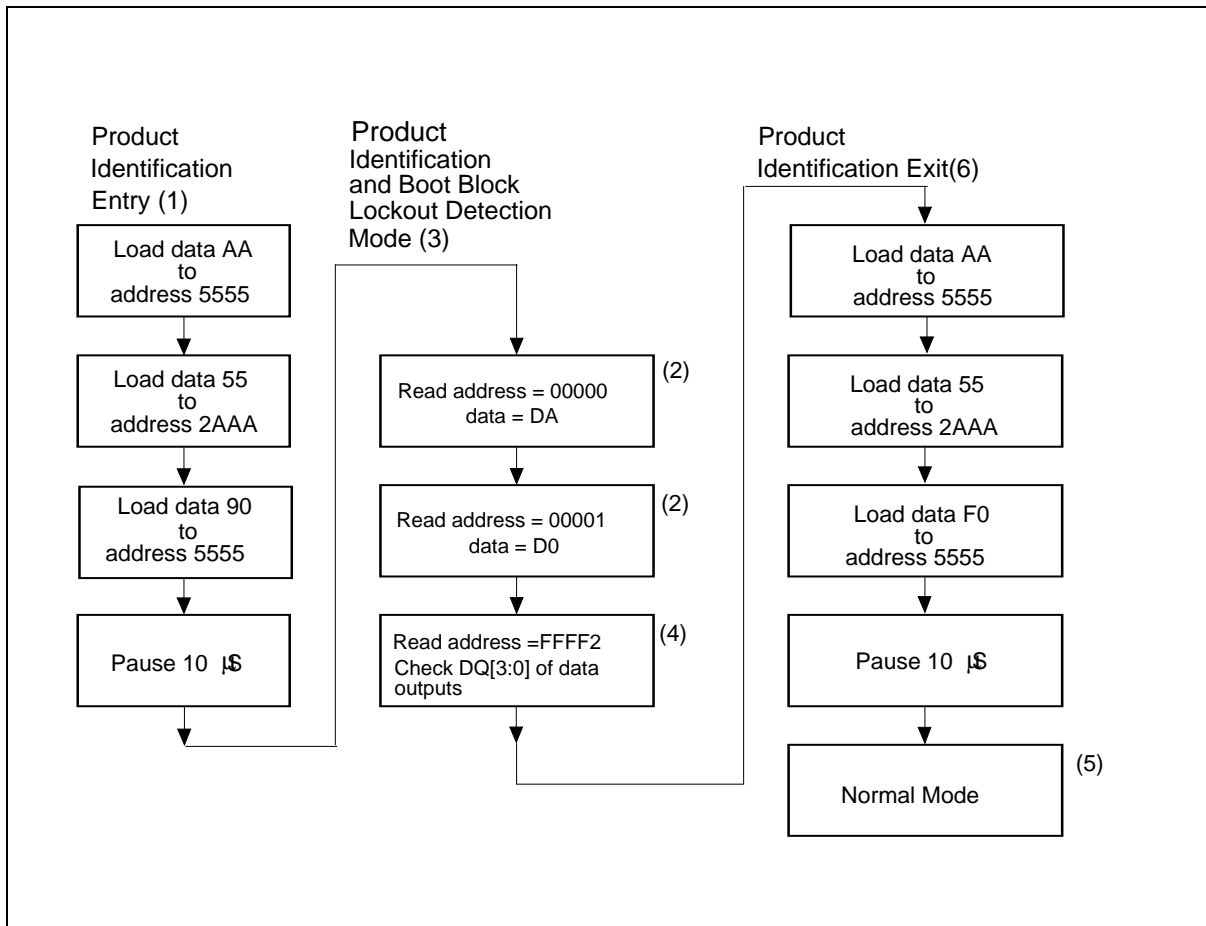 Product
Identification
Entry (1)
Load data AA
to
address 5555
Load data 55
to
address 2AAA
Load data 90
to
address 5555
Pause 10 µS
Product
Identification
and Boot Block
Lockout Detection
Mode (3)
Read address = 00000
data = DA
(2)
Read address = 00001
data = D0
(2)
Read address =FFFF2
Check DQ[3:0] of data
outputs
(4)
Product
Identification Exit(6)
Load data AA
to
address 5555
Load data 55
to
address 2AAA
Load data F0
to
address 5555
Pause 10 µS
Normal Mode
(5)